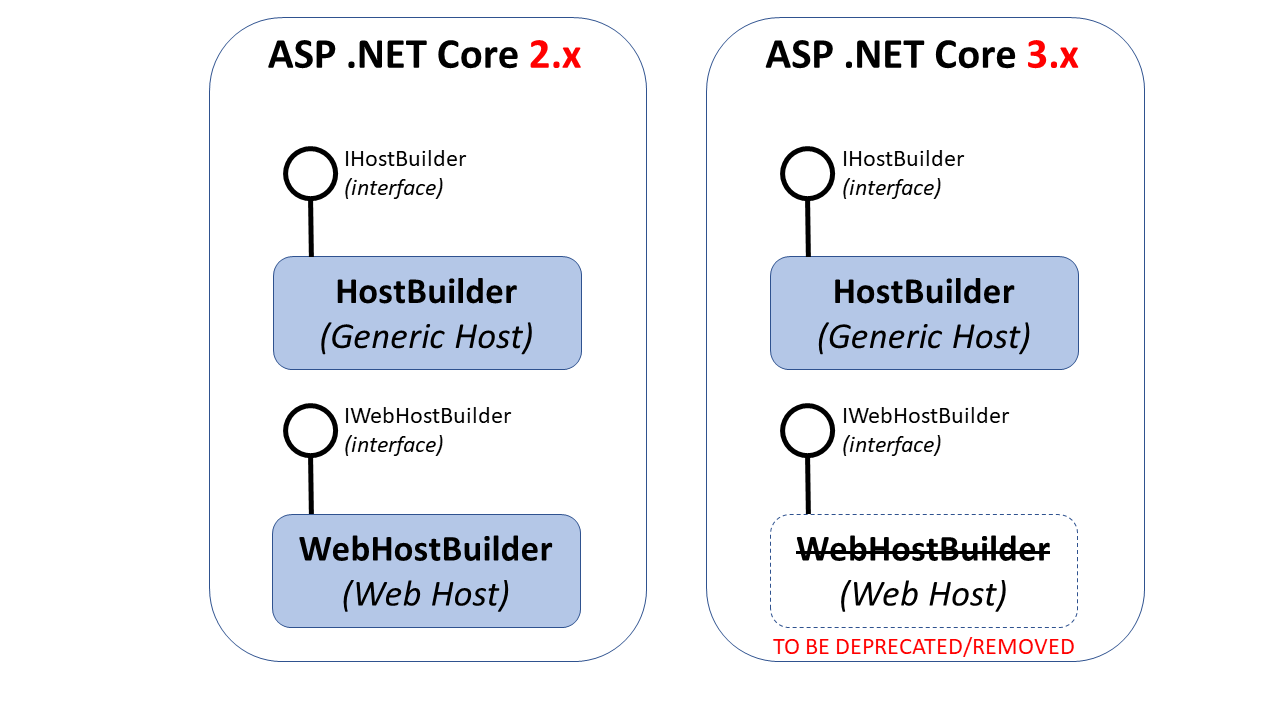 ASP .NET Core 2.x
IHostBuilder
(interface)
HostBuilder
(Generic Host)
IWebHostBuilder
(interface)
WebHostBuilder
(Web Host)
ASP .NET Core 3.x
IHostBuilder
(interface)
HostBuilder
(Generic Host)
IWebHostBuilder
(interface)
WebHostBuilder
(Web Host)
TO BE DEPRECATED/REMOVED